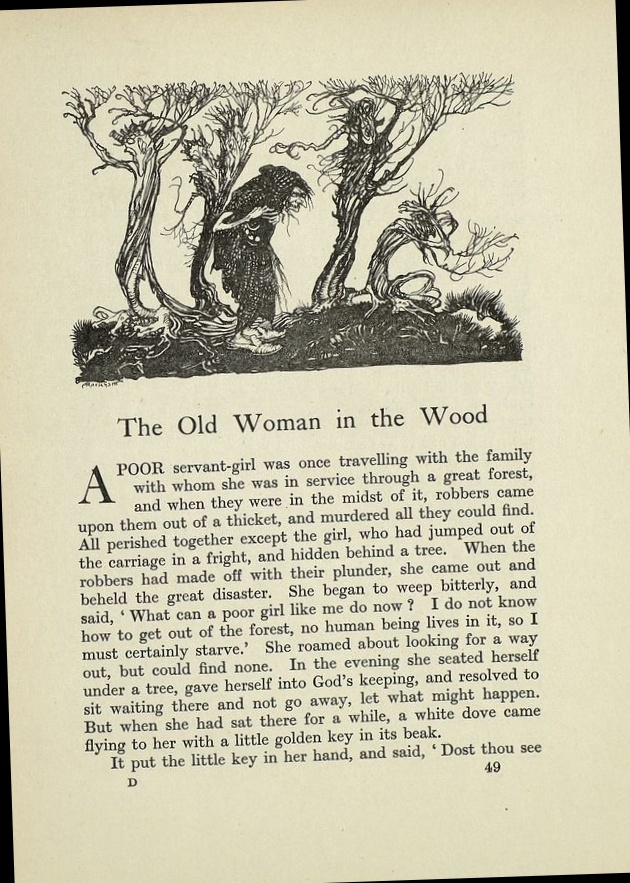 The Old Woman in the Wood
A POOR servant-girl was once travelling with the family
with whom she was in service through a great forest,
and when they were in the midst of it, robbers came
upon them out of a thicket, and murdered all they could find.
All perished together except the girl, who had jumped out of
the carriage in a fright, and hidden behind a tree. When the
robbers had made off with their plunder, she came out and
beheld the great disaster. She began to weep bitterly, and
said, ‘ What can a poor girl like me do now ? I do not know
how to get out of the forest, no human being lives in it, so I
must certainly starve.’ She roamed about looking for a way
out, but could find none. In the evening she seated herself
under a tree, gave herself into God’s keeping, and resolved to
sit waiting there and not go away, let what might happen.
But when she had sat there for a while, a white dove came
flying to her with a little golden key in its beak.
It put the little key in her hand, and said, ‘ Dost thou see
D 49